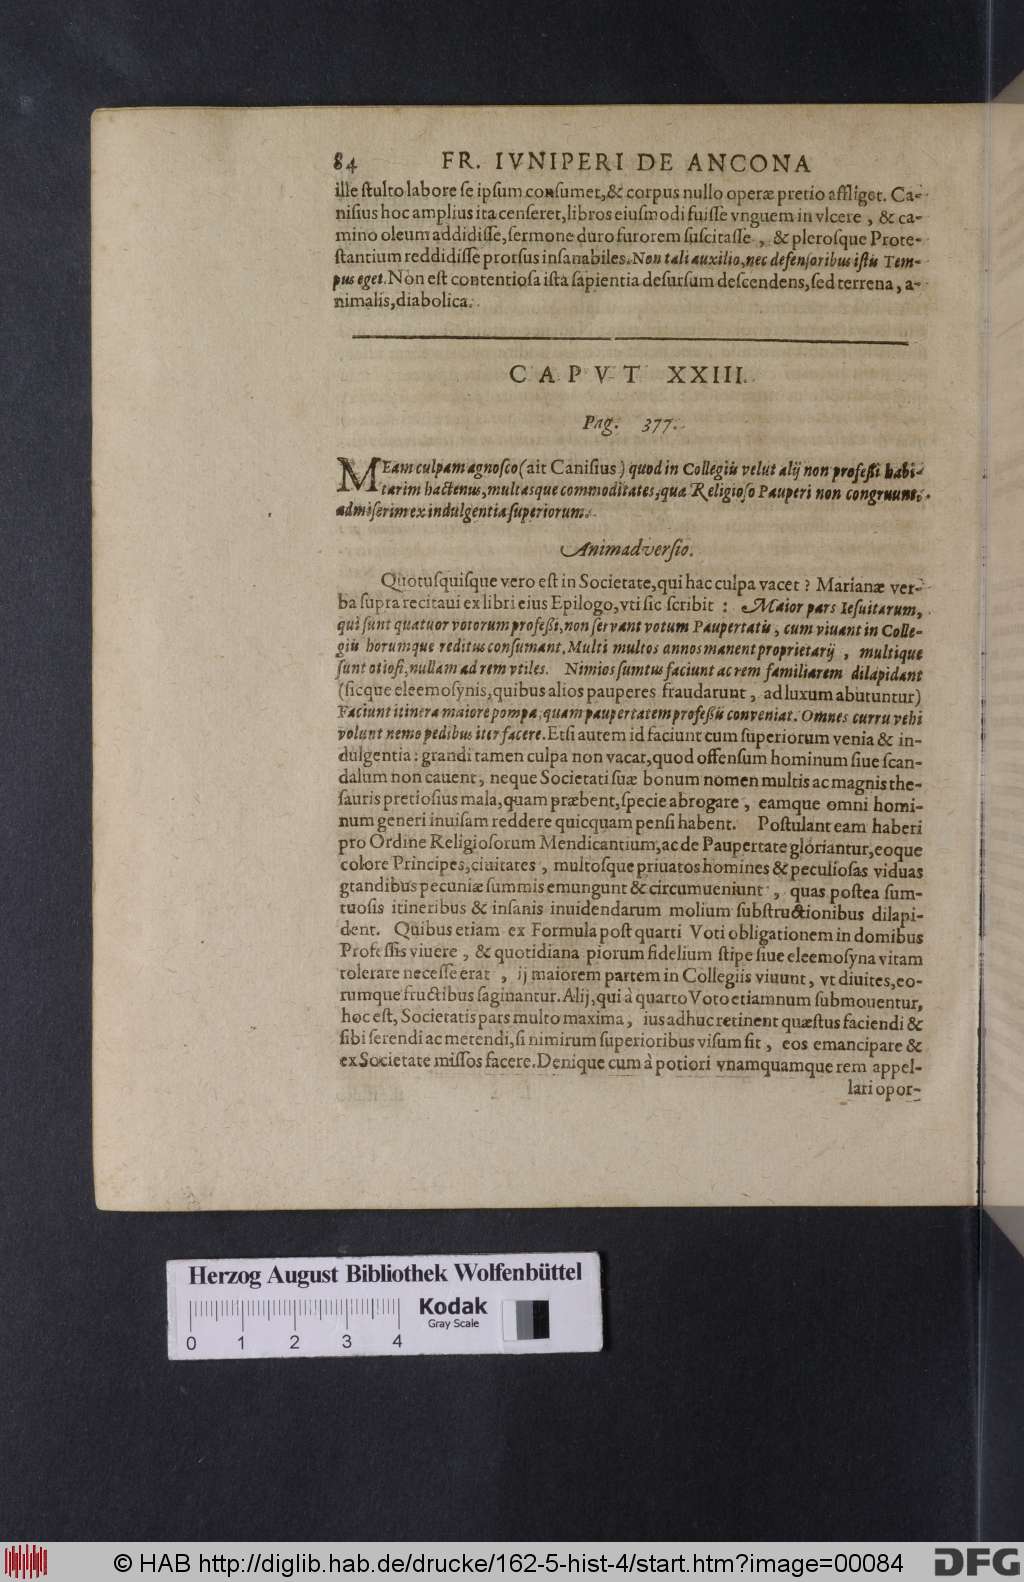 84 FR. IVNIPERI DE ANCONA
ille ſtulto labore ſe ipſum conſumet, & corpus nullo operæ pretio affliget. Ca-
niſius hoc amplius ita cenſeret, libros eiuſmodi fuiſſe vnguem in vlcere, & ca-
mino oleum addidiſſe, ſermone duro furorem ſuſcitaſſe, & pleroſque Prote-
ſtantium reddidiſſe prorſus inſanabiles. Non tali auxilio, nec defenſoribus iſtis Tem-
pus eget. Non eſt contentioſa iſta ſapientia deſurſum deſcendens, ſed terrena, a-
nimalis, diabolica.
CAPVT XXIII.
Pag. 377.
MEam culpam agnoſco (ait Caniſius) quod in Collegiis velut alij non profeſſi habi-
tarim hactenus, multasque commoditates, quæ Religioſo Pauperi non congruunt,
admiſerim ex indulgentia ſuperiorum.
Animadverſio.
Quotuſquiſque vero eſt in Societate, qui hac culpa vacet? Marianæ ver-
ba ſupra recitaui ex libri eius Epilogo, vti ſic ſcribit: Maior pars Ieſuitarum,
qui ſunt quatuor votorum profeſſi, non ſervant votum Paupertatis, cum viuant in Colle-
giis horumque reditus conſumant. Multi multos annos manent proprietarij, multique
ſunt otioſi, nullam ad rem vtiles. Nimios ſumtus faciunt ac rem familiarem dilapidant
(ſicque eleemoſynis, quibus alios pauperes fraudarunt, ad luxum abutuntur)
Faciunt itinera maiore pompa, quam paupertatem profeſſis conveniat. Omnes curru vehi
volunt nemo pedibus iter facere. Etſi autem id faciunt cum ſuperiorum venia & in-
dulgentia: grandi tamen culpa non vacat, quod offenſum hominum ſiue ſcan-
dalum non cavent, neque Societati ſuæ bonum nomen multis ac magnis the-
ſauris pretioſius mala, quam præbent, ſpecie abrogare, eamque omni homi-
num generi inuiſam reddere quicquam penſi habent. Poſtulant eam haberi
pro Ordine Religioſorum Mendicantium, ac de Paupertate gloriantur, eoque
colore Principes, ciuitates, multoſque priuatos homines & peculioſas viduas
grandibus pecuniæ ſummis emungunt & circumueniunt, quas poſtea ſum-
tuoſis itineribus & inſanis inuidendarum molium ſubſtructionibus dilapi-
dent. Quibus etiam ex Formula poſt quarti Voti obligationem in domibus
Profeſſis viuere, & quotidiana piorum fidelium ſtipe ſiue eleemoſyna vitam
tolerare neceſſe erat, ij maiorem partem in Collegiis viuunt, vt diuites, eo-
rumque fructibus ſaginantur. Alij, qui à quarto Voto etiamnum ſubmouentur,
hoc eſt, Societatis pars multo maxima, ius adhuc retinent quæſtus faciendi &
ſibi ſerendi ac metendi, ſi nimirum ſuperioribus viſum ſit, eos emancipare &
ex Societate miſſos facere. Denique cum à potiori vnamquamque rem appel-
lari opor-
Herzog August Bibliothek Wolfenbüttel
Kodak
Gray Scale
0 1 2 3 4
© HAB http://diglib.hab.de/drucke/162-5-hist-4/start.htm?image=00084
DFG